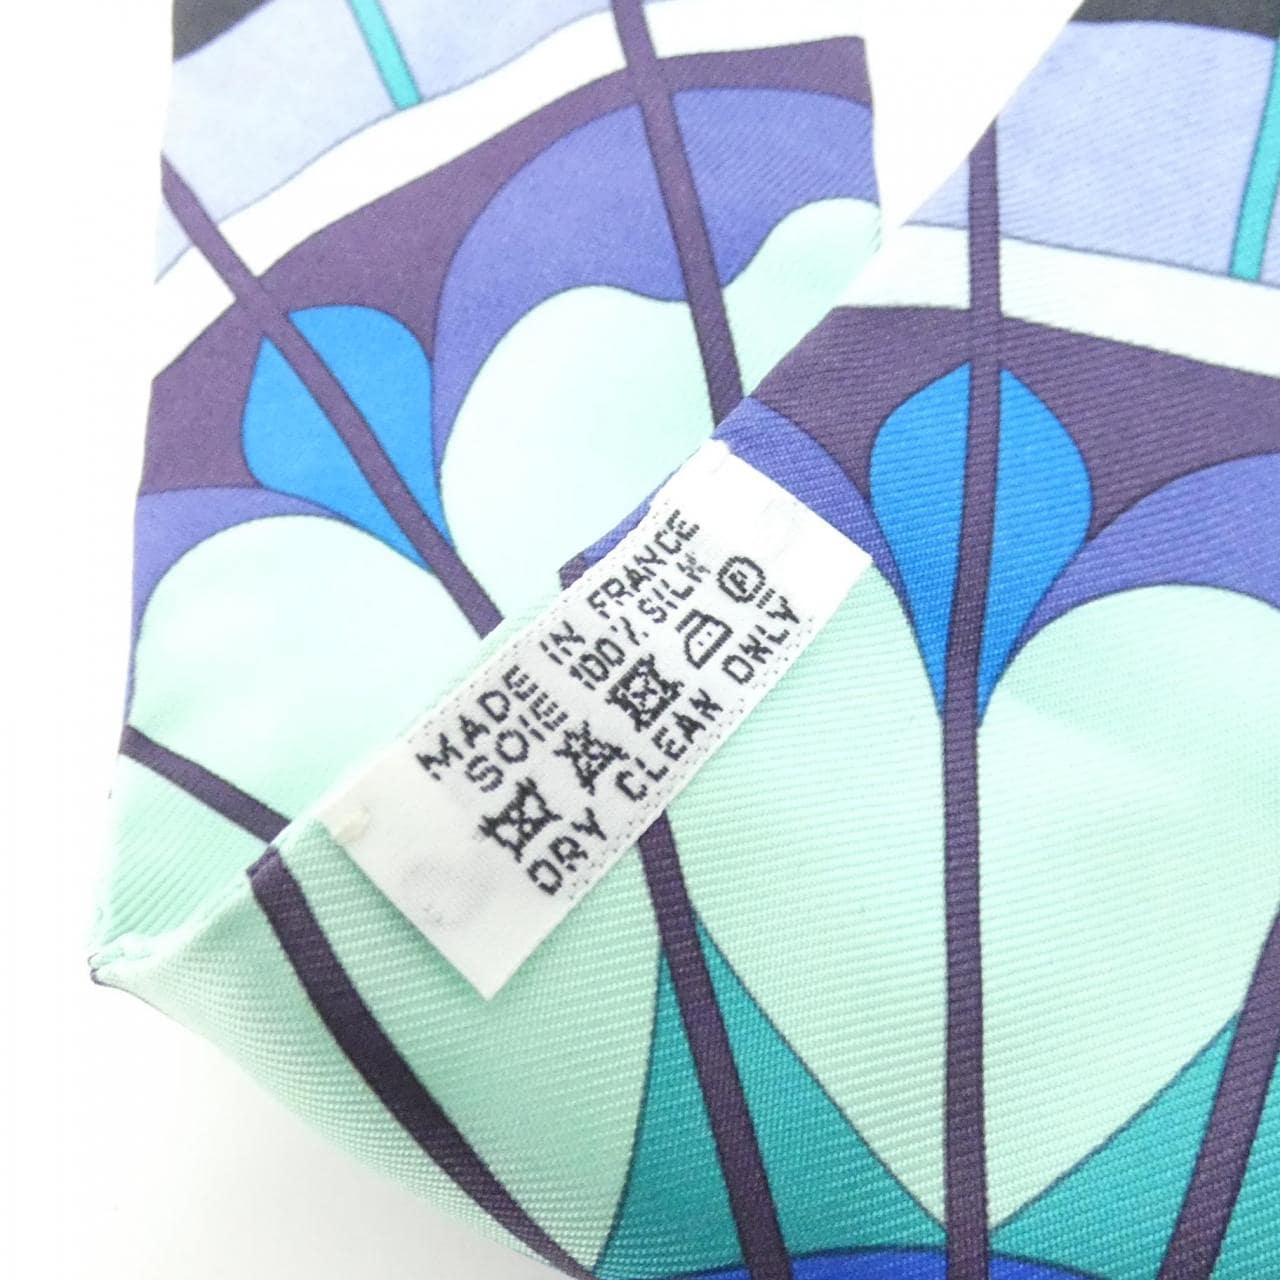 MADE IN FRANCE
SOIE 100% SILK
P
DRY CLEAN ONLY